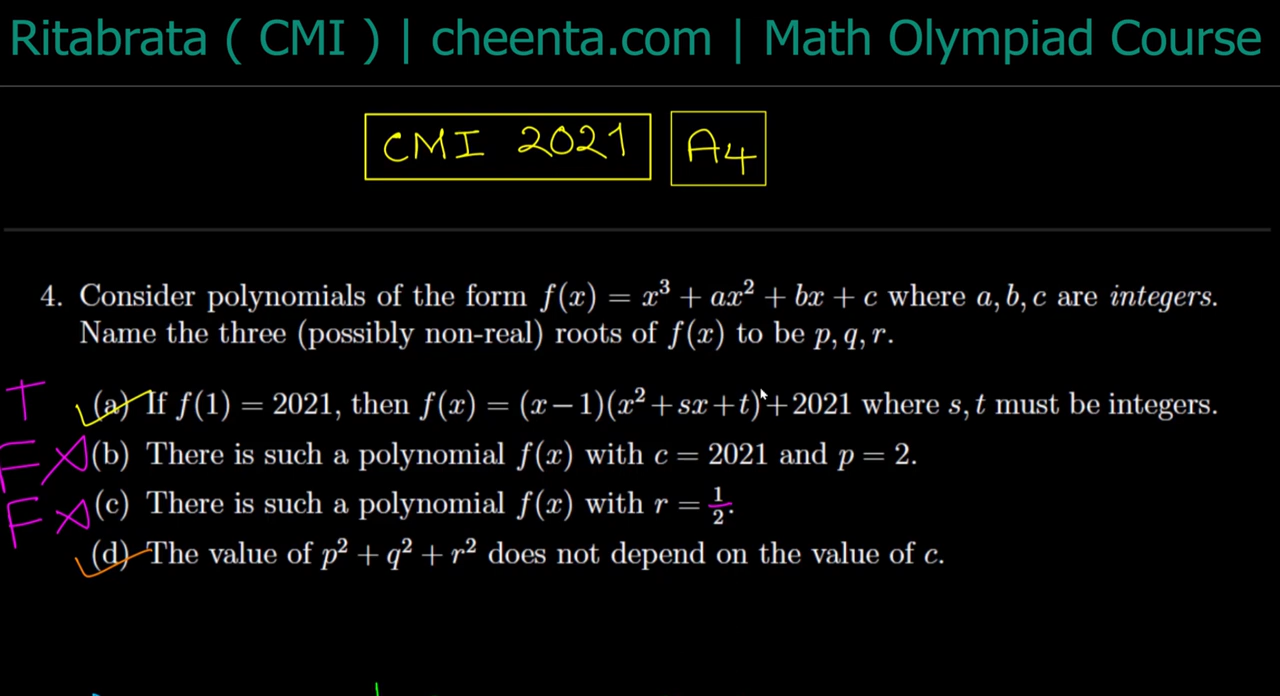 Ritabrata ( CMI ) | cheenta.com | Math Olympiad Course
CMI 2021 A4
4. Consider polynomials of the form f(x) = x³ + ax² + bx + c where a, b, c are integers.
Name the three (possibly non-real) roots of f(x) to be p, q, r.
T (a) If f(1) = 2021, then f(x) = (x − 1)(x² + sx + t) + 2021 where s, t must be integers.
F × (b) There is such a polynomial f(x) with c = 2021 and p = 2.
F × (c) There is such a polynomial f(x) with r = 1/2.
(d) The value of p² + q² + r² does not depend on the value of c.